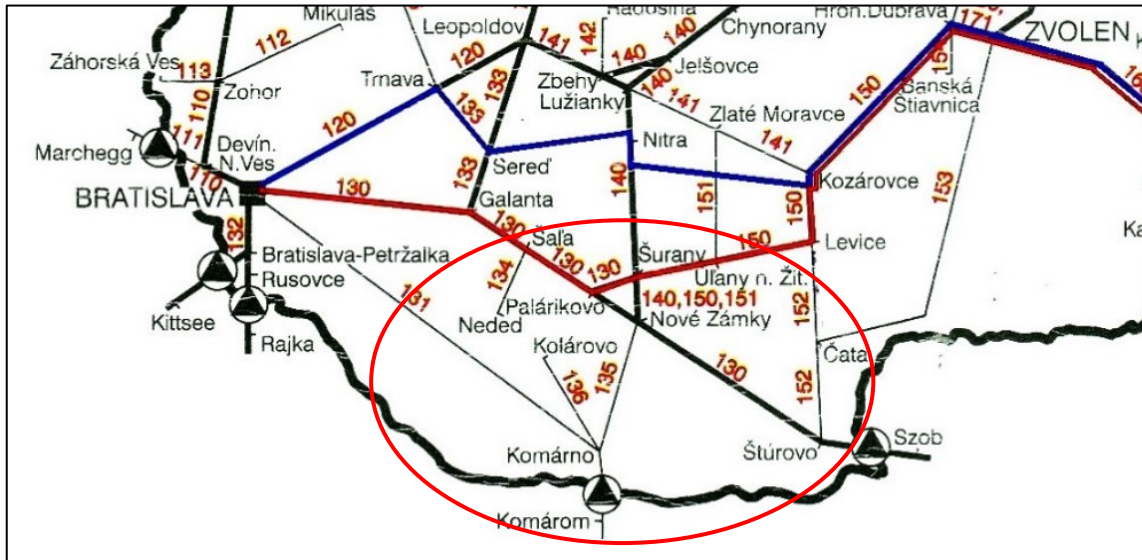 Mikuláš
Leopoldov
Radošina
Chynorany
Hron.Dúbrava
171
ZVOLEN
112
113
Záhorská Ves
Zohor
110
120
141
142
140
140
Zbehy
Jelšovce
Lužianky
140
141
Trnava
133
133
150
Banská
Štiavnica
Zlaté Moravce
141
111
Marchegg
Devín.
N.Ves
110
120
Sereď
Nitra
Kozárovce
153
BRATISLAVA
130
133
Galanta
140
151
150
132
Bratislava-Petržalka
Rusovce
130
Šaľa
134
130
130
Šurany
150
Levice
Uľany n. Žit.
131
Palárikovo
140,150,151
Nové Zámky
152
Kittsee
Rajka
Neded
Kolárovo
135
136
130
Čata
152
Komárno
Štúrovo
Szob
Komárom